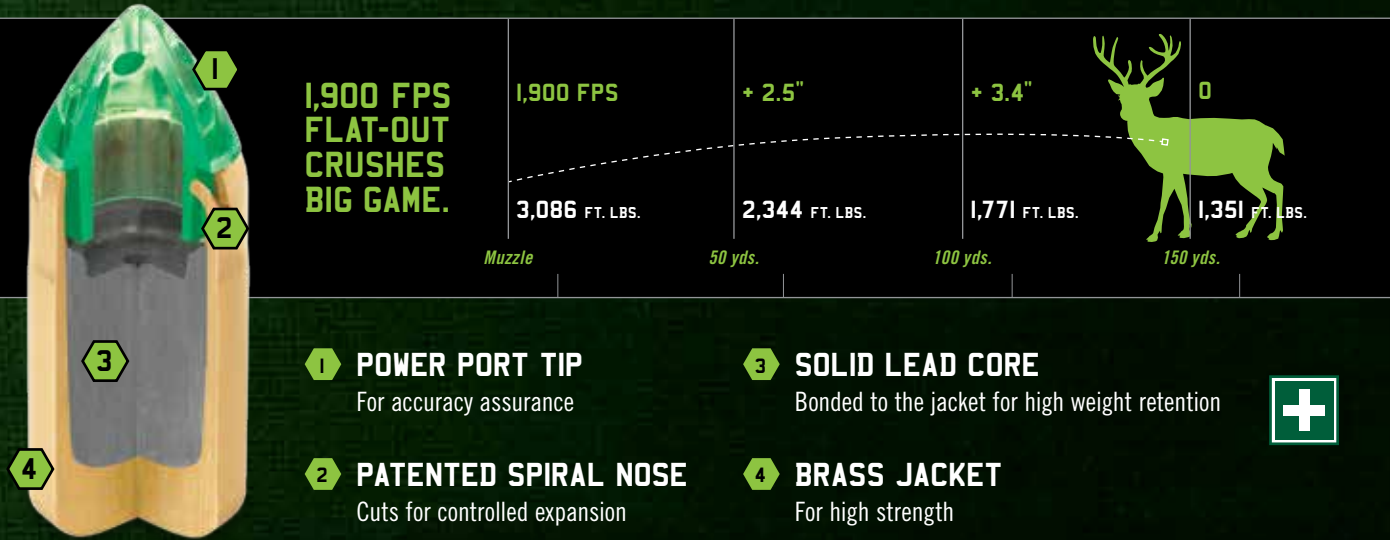 1
2
3
4
1,900 FPS
FLAT-OUT
CRUSHES
BIG GAME.
1,900 FPS
+ 2.5"
+ 3.4"
0
3,086 FT. LBS.
2,344 FT. LBS.
1,771 FT. LBS.
1,351 FT. LBS.
Muzzle
50 yds.
100 yds.
150 yds.
1 POWER PORT TIP
For accuracy assurance
2 PATENTED SPIRAL NOSE
Cuts for controlled expansion
3 SOLID LEAD CORE
Bonded to the jacket for high weight retention
4 BRASS JACKET
For high strength